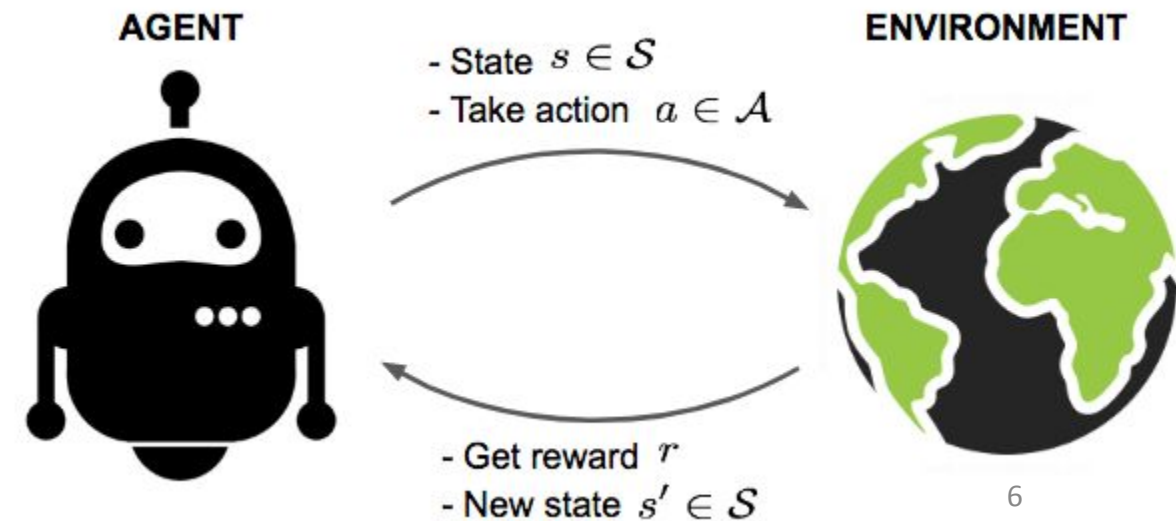 AGENT
ENVIRONMENT
- State s ∈ 𝒮
- Take action a ∈ 𝒜
- Get reward r
- New state s′ ∈ 𝒮
6